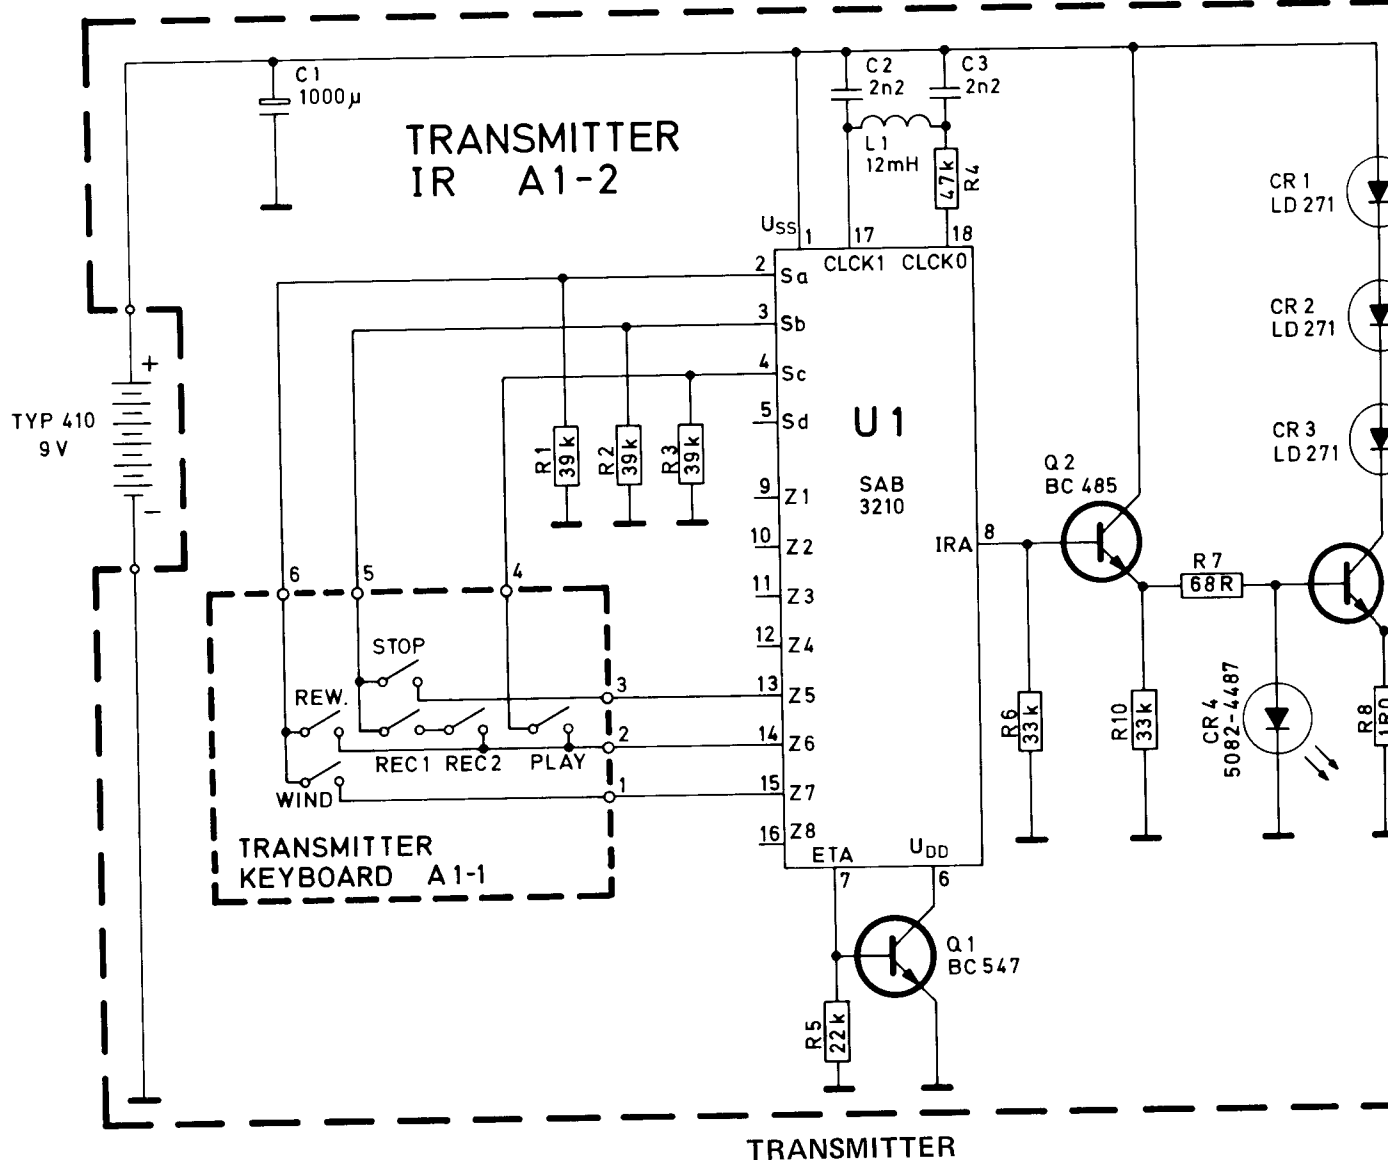 C1
1000µ
C2
2n2
C3
2n2
TRANSMITTER
IR A1-2
L1
12mH
47k
R4
CR1
LD 271
USS
1
17
18
2
Sa
CLCK1
CLCK0
3
Sb
CR2
LD 271
4
Sc
+
TYP 410
9V
−
5
Sd
U1
CR3
LD 271
R1
39k
R2
39k
R3
39k
SAB
3210
Q2
BC 485
9
Z1
10
Z2
IRA
8
11
Z3
R7
68R
12
Z4
6
5
4
STOP
3
13
Z5
REW.
2
14
Z6
REC1
REC2
PLAY
WIND
1
15
Z7
16
Z8
R6
33k
R10
33k
CR4
5082-4487
R8
1R0
TRANSMITTER
KEYBOARD A1-1
ETA
UDD
7
6
Q1
BC 547
R5
22k
TRANSMITTER